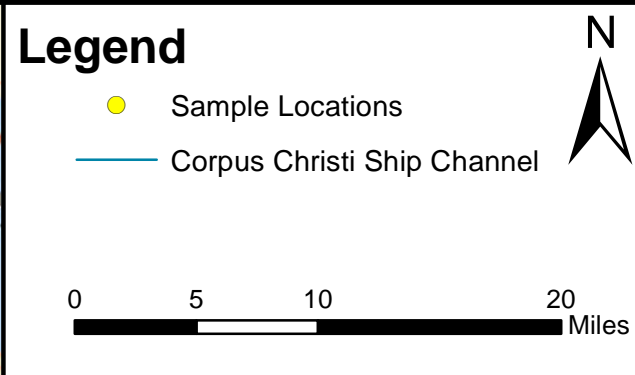 N
Legend
Sample Locations
Corpus Christi Ship Channel
0 5 10 20
Miles